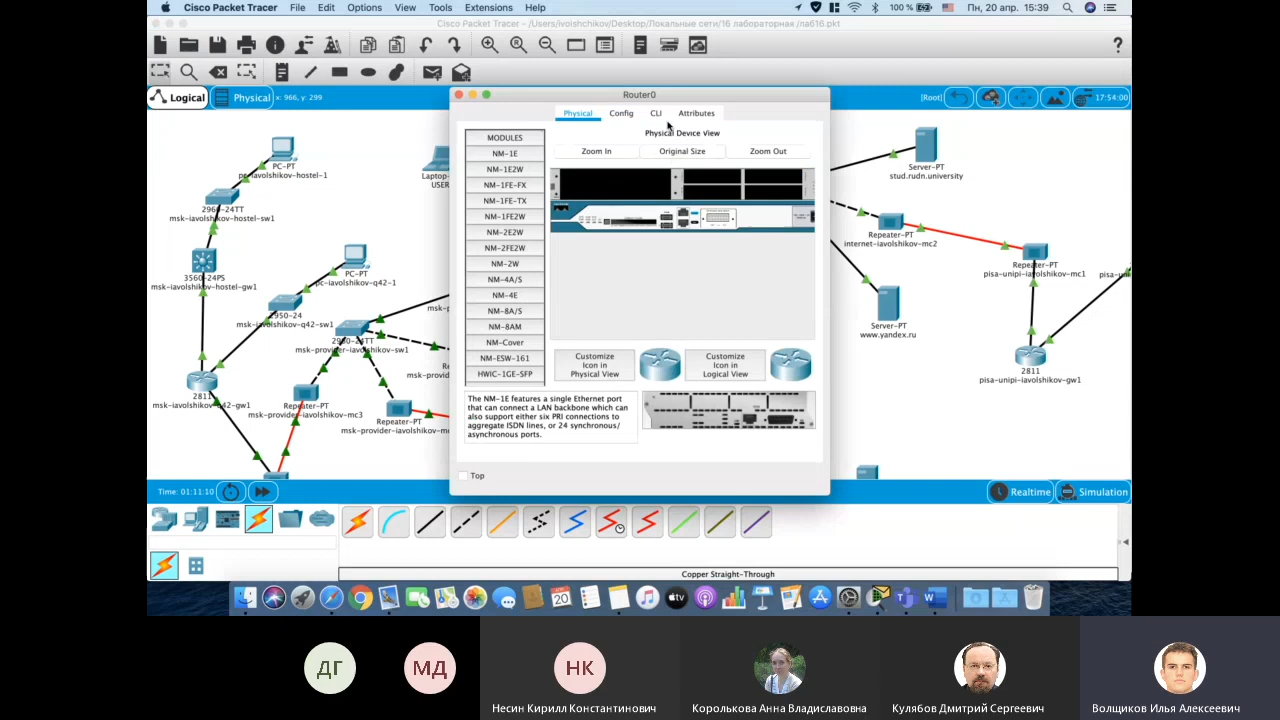 Cisco Packet Tracer File Edit Options View Tools Extensions Help 100 % Пн, 20 апр. 15:39
Cisco Packet Tracer - /Users/ivolshchikov/Desktop/Локальные сети/16 лабораторная /лаб16.pkt
Logical Physical x: 966, y: 299 [Root] 17:54:00
Router0
Physical Config CLI Attributes
Physical Device View
Zoom In Original Size Zoom Out
MODULES
NM-1E
NM-1E2W
NM-1FE-FX
NM-1FE-TX
NM-1FE2W
NM-2E2W
NM-2FE2W
NM-2W
NM-4A/S
NM-4E
NM-8A/S
NM-8AM
NM-Cover
NM-ESW-161
HWIC-1GE-SFP
Customize
Icon in
Physical View
Customize
Icon in
Logical View
The NM-1E features a single Ethernet port
that can connect a LAN backbone which can
also support either six PRI connections to
aggregate ISDN lines, or 24 synchronous/
asynchronous ports.
Top
PC-PT
pc-iavolshikov-hostel-1
Laptop-
USER
2960-24TT
msk-iavolshikov-hostel-sw1
3560-24PS
msk-iavolshikov-hostel-gw1
PC-PT
pc-iavolshikov-q42-1
2950-24
msk-iavolshikov-q42-sw1
2950-24TT
msk-provider-iavolshikov-sw1
2811
msk-iavolshikov-q42-gw1
Repeater-PT
msk-provider-iavolshikov-mc3
Repeater-PT
Server-PT
stud.rudn.university
Repeater-PT
internet-iavolshikov-mc2
Repeater-PT
pisa-unipi-iavolshikov-mc1
Server-PT
www.yandex.ru
2811
pisa-unipi-iavolshikov-gw1
Time: 01:11:10 Realtime Simulation
Copper Straight-Through
20
ДГ МД НК
Несин Кирилл Константинович Королькова Анна Владиславовна Кулябов Дмитрий Сергеевич Волщиков Илья Алексеевич